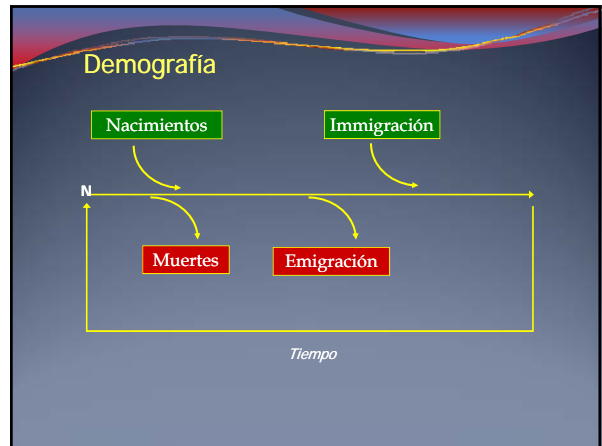 Demografía
Nacimientos
Immigración
N
Muertes
Emigración
Tiempo